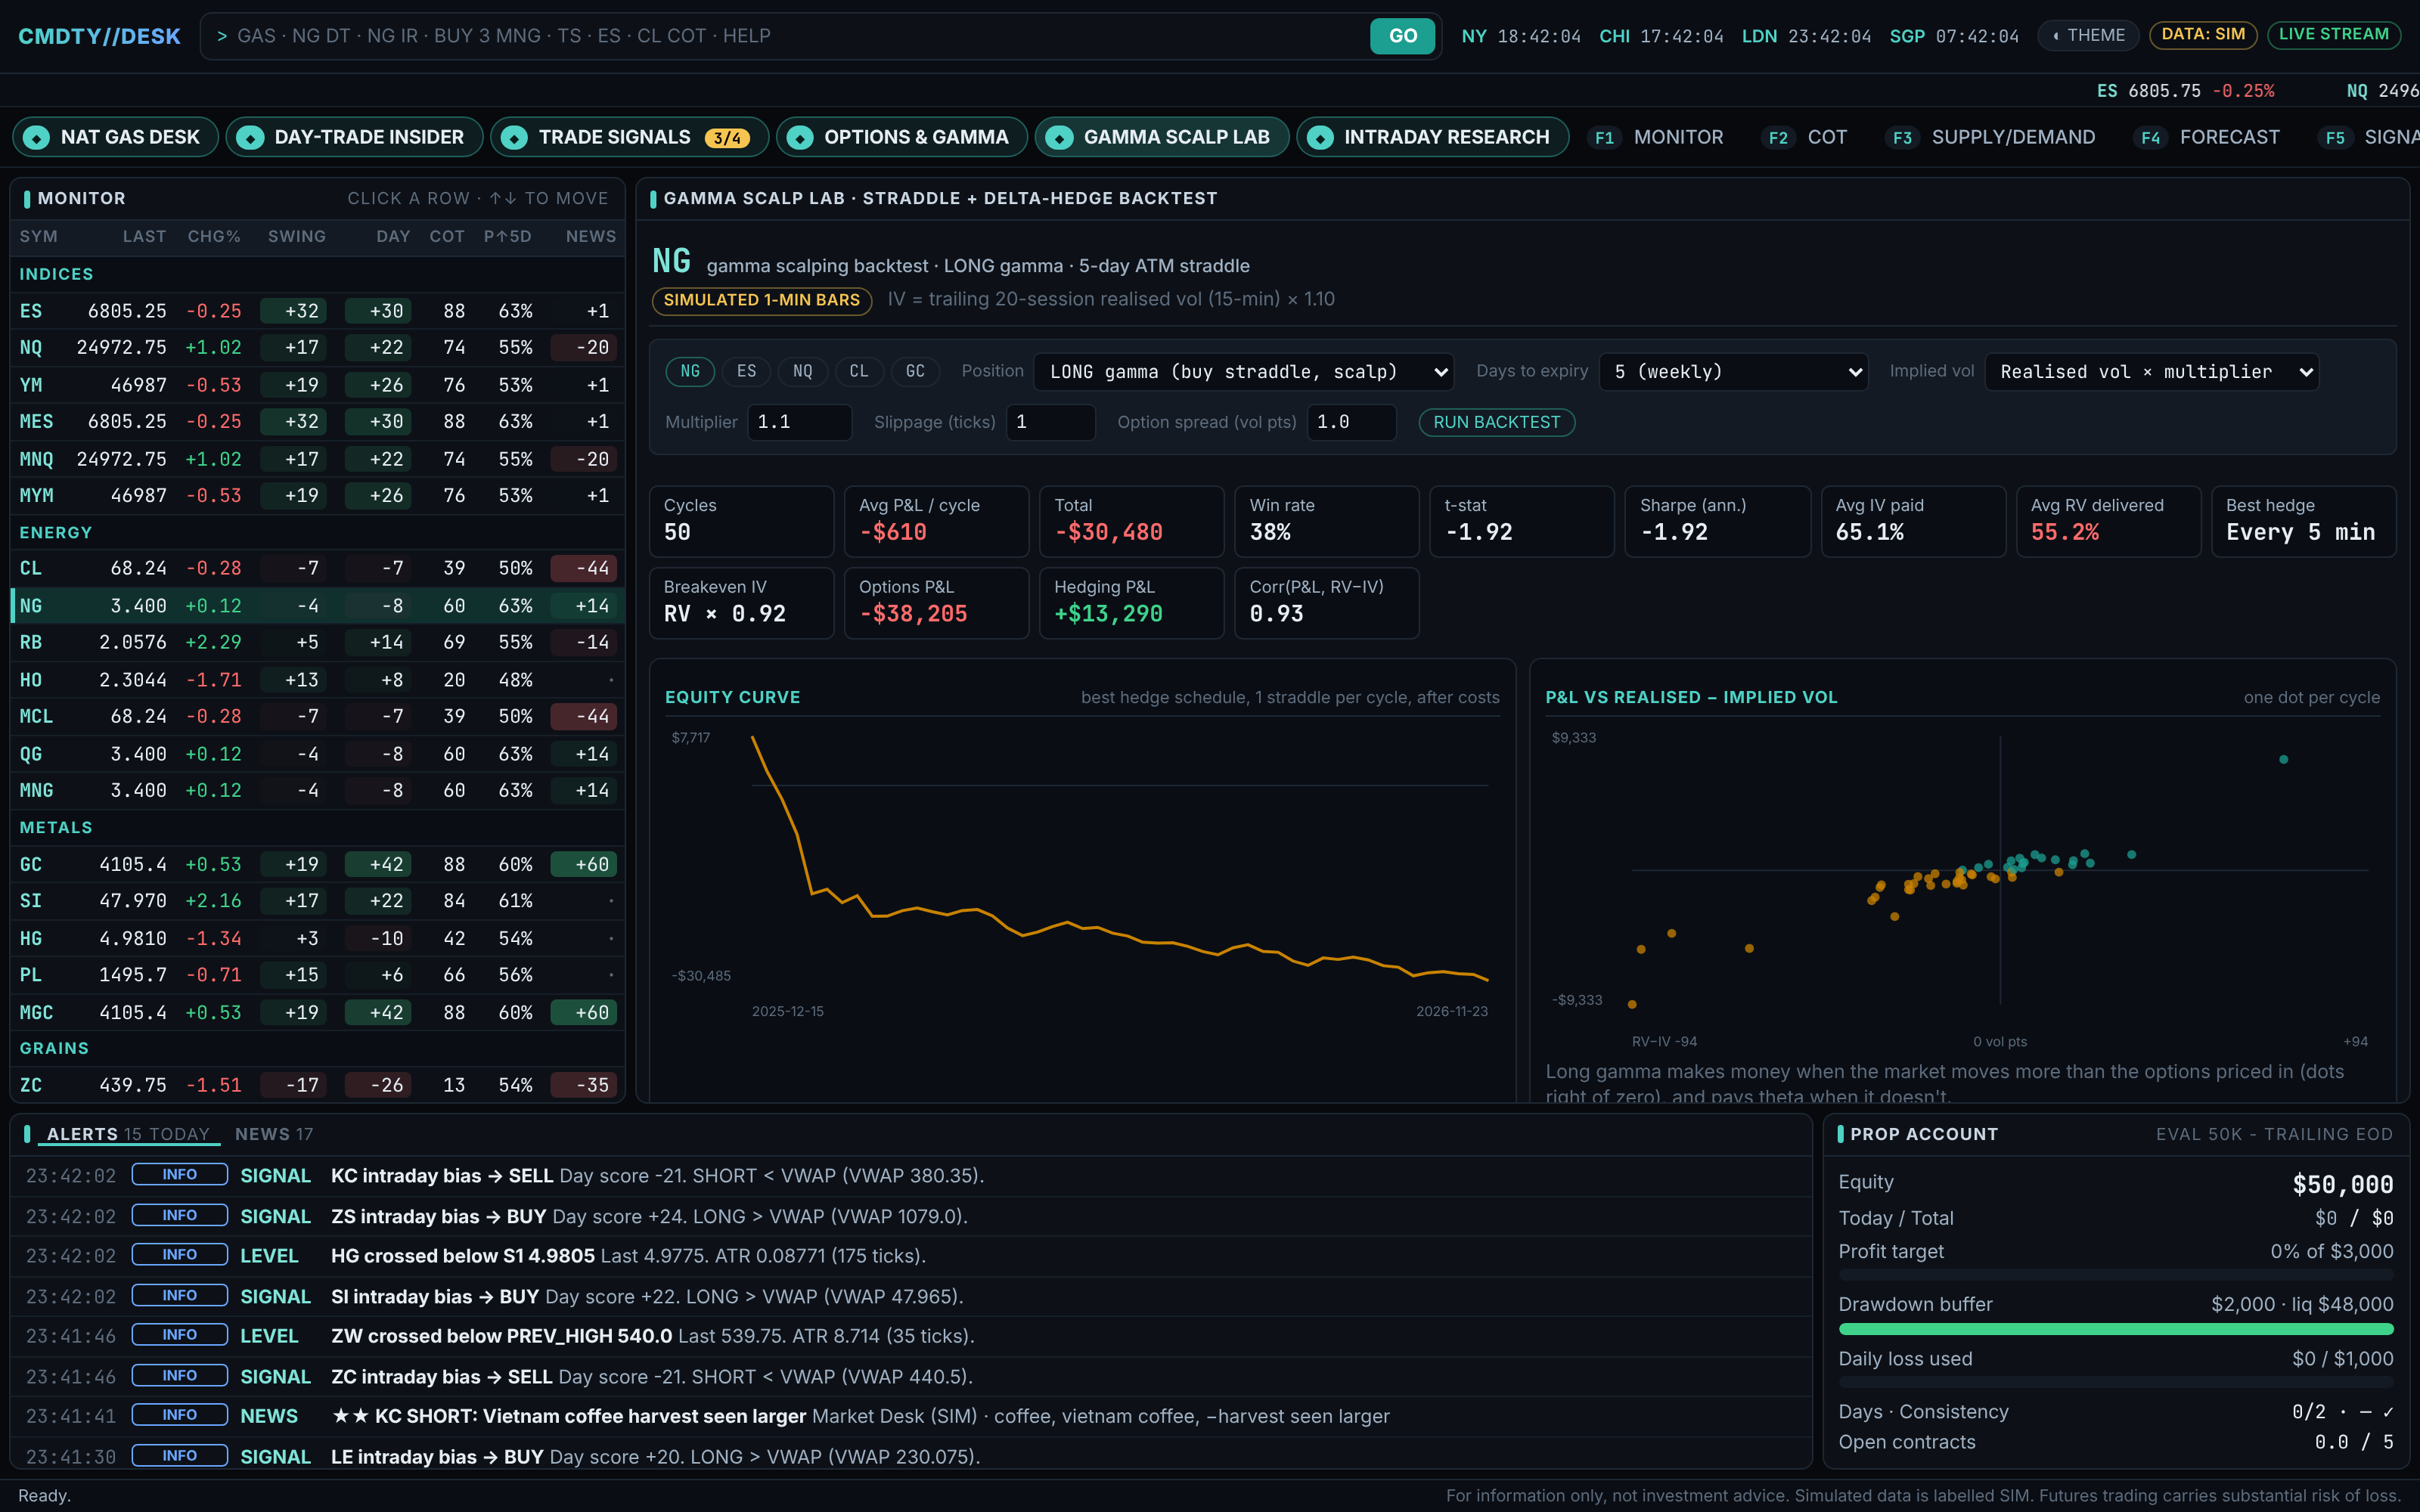 CMDTY//DESK
> GAS · NG DT · NG IR · BUY 3 MNG · TS · ES · CL COT · HELP
GO
NY 18:42:04 CHI 17:42:04 LDN 23:42:04 SGP 07:42:04
THEME
DATA: SIM
LIVE STREAM
ES 6805.75 -0.25% NQ 2496
NAT GAS DESK
DAY-TRADE INSIDER
TRADE SIGNALS 3/4
OPTIONS & GAMMA
GAMMA SCALP LAB
INTRADAY RESEARCH
F1 MONITOR F2 COT F3 SUPPLY/DEMAND F4 FORECAST F5 SIGNA
MONITOR CLICK A ROW · ↑↓ TO MOVE
SYM LAST CHG% SWING DAY COT P↑5D NEWS
INDICES
ES 6805.25 -0.25 +32 +30 88 63% +1
NQ 24972.75 +1.02 +17 +22 74 55% -20
YM 46987 -0.53 +19 +26 76 53% +1
MES 6805.25 -0.25 +32 +30 88 63% +1
MNQ 24972.75 +1.02 +17 +22 74 55% -20
MYM 46987 -0.53 +19 +26 76 53% +1
ENERGY
CL 68.24 -0.28 -7 -7 39 50% -44
NG 3.400 +0.12 -4 -8 60 63% +14
RB 2.0576 +2.29 +5 +14 69 55% -14
HO 2.3044 -1.71 +13 +8 20 48% ·
MCL 68.24 -0.28 -7 -7 39 50% -44
QG 3.400 +0.12 -4 -8 60 63% +14
MNG 3.400 +0.12 -4 -8 60 63% +14
METALS
GC 4105.4 +0.53 +19 +42 88 60% +60
SI 47.970 +2.16 +17 +22 84 61% ·
HG 4.9810 -1.34 +3 -10 42 54% ·
PL 1495.7 -0.71 +15 +6 66 56% ·
MGC 4105.4 +0.53 +19 +42 88 60% +60
GRAINS
ZC 439.75 -1.51 -17 -26 13 54% -35
GAMMA SCALP LAB · STRADDLE + DELTA-HEDGE BACKTEST
NG gamma scalping backtest · LONG gamma · 5-day ATM straddle
SIMULATED 1-MIN BARS IV = trailing 20-session realised vol (15-min) × 1.10
NG ES NQ CL GC Position LONG gamma (buy straddle, scalp) Days to expiry 5 (weekly) Implied vol Realised vol × multiplier
Multiplier 1.1 Slippage (ticks) 1 Option spread (vol pts) 1.0 RUN BACKTEST
Cycles Avg P&L / cycle Total Win rate t-stat Sharpe (ann.) Avg IV paid Avg RV delivered Best hedge
50 -$610 -$30,480 38% -1.92 -1.92 65.1% 55.2% Every 5 min
Breakeven IV Options P&L Hedging P&L Corr(P&L, RV−IV)
RV × 0.92 -$38,205 +$13,290 0.93
EQUITY CURVE best hedge schedule, 1 straddle per cycle, after costs
$7,717
-$30,485
2025-12-15 2026-11-23
P&L VS REALISED − IMPLIED VOL one dot per cycle
$9,333
-$9,333
RV−IV -94 0 vol pts +94
Long gamma makes money when the market moves more than the options priced in (dots
right of zero), and pays theta when it doesn't.
ALERTS 15 TODAY NEWS 17
23:42:02 INFO SIGNAL KC intraday bias → SELL Day score -21. SHORT < VWAP (VWAP 380.35).
23:42:02 INFO SIGNAL ZS intraday bias → BUY Day score +24. LONG > VWAP (VWAP 1079.0).
23:42:02 INFO LEVEL HG crossed below S1 4.9805 Last 4.9775. ATR 0.08771 (175 ticks).
23:42:02 INFO SIGNAL SI intraday bias → BUY Day score +22. LONG > VWAP (VWAP 47.965).
23:41:46 INFO LEVEL ZW crossed below PREV_HIGH 540.0 Last 539.75. ATR 8.714 (35 ticks).
23:41:46 INFO SIGNAL ZC intraday bias → SELL Day score -21. SHORT < VWAP (VWAP 440.5).
23:41:41 INFO NEWS ★★ KC SHORT: Vietnam coffee harvest seen larger Market Desk (SIM) · coffee, vietnam coffee, −harvest seen larger
23:41:30 INFO SIGNAL LE intraday bias → BUY Day score +20. LONG > VWAP (VWAP 230.075).
PROP ACCOUNT EVAL 50K - TRAILING EOD
Equity $50,000
Today / Total $0 / $0
Profit target 0% of $3,000
Drawdown buffer $2,000 · liq $48,000
Daily loss used $0 / $1,000
Days · Consistency 0/2 · — ✓
Open contracts 0.0 / 5
Ready.
For information only, not investment advice. Simulated data is labelled SIM. Futures trading carries substantial risk of loss.